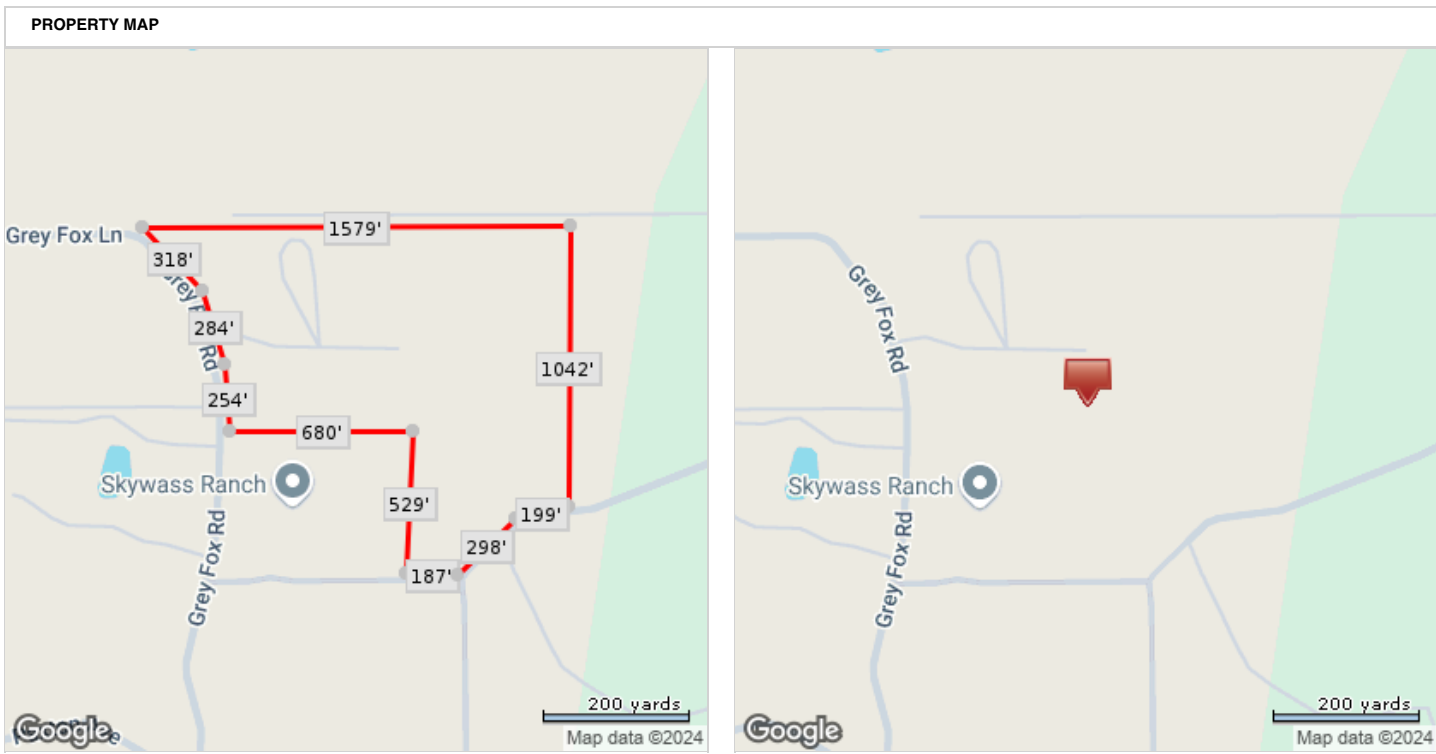 PROPERTY MAP
Grey Fox Ln
1579'
318'
Grey Fox Rd
284'
254'
1042'
680'
Skywass Ranch
529'
199'
298'
187'
Grey Fox Rd
200 yards
Google
Map data ©2024
Grey Fox Rd
Skywass Ranch
Grey Fox Rd
200 yards
Google
Map data ©2024